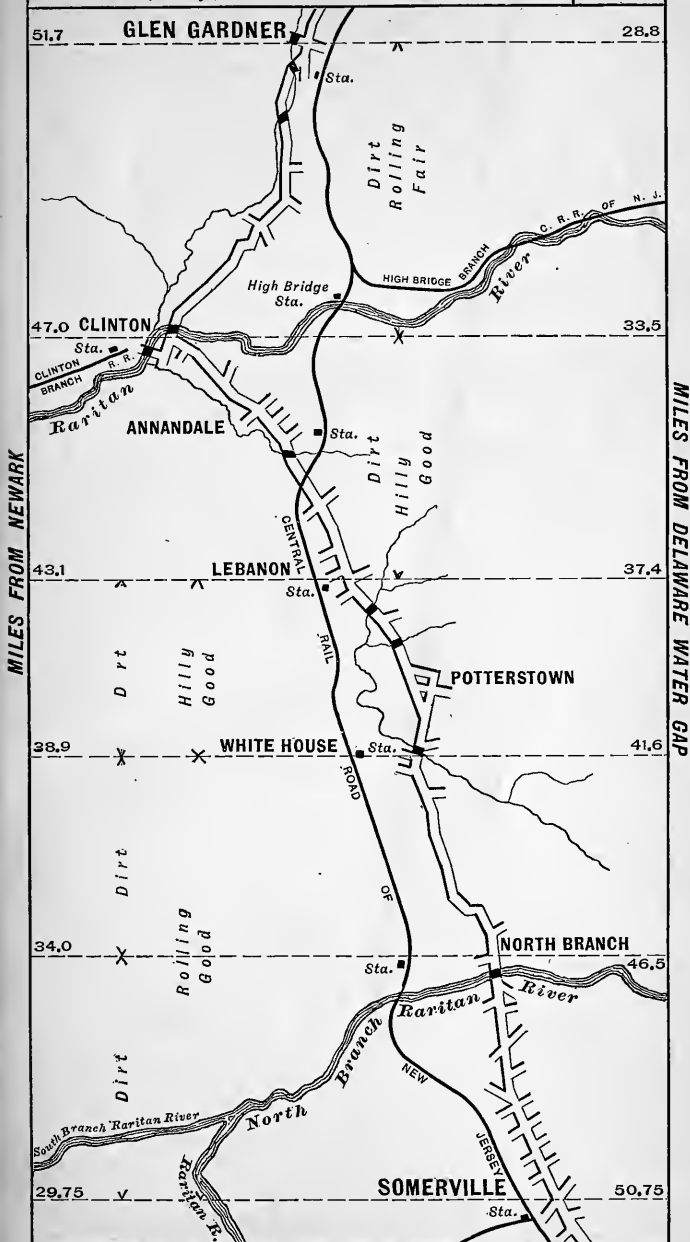 51.7 GLEN GARDNER 28.8
Sta.
Dirt
Rolling
Fair
C. R.R. OF N. J.
HIGH BRIDGE BRANCH
River
High Bridge
Sta.
47.0 CLINTON 33.5
Sta.
CLINTON
BRANCH R. R.
Raritan
ANNANDALE
Sta.
Dirt
Hilly
Good
MILES FROM NEWARK
MILES FROM DELAWARE WATER GAP
CENTRAL RAIL ROAD OF NEW JERSEY
43.1 LEBANON 37.4
Sta.
Dirt
Hilly
Good
POTTERSTOWN
38.9 WHITE HOUSE Sta. 41.6
Dirt
Rolling
Good
34.0 NORTH BRANCH 46.5
Sta.
North Branch Raritan River
Dirt
South Branch Raritan River
Raritan R.
29.75 SOMERVILLE 50.75
Sta.